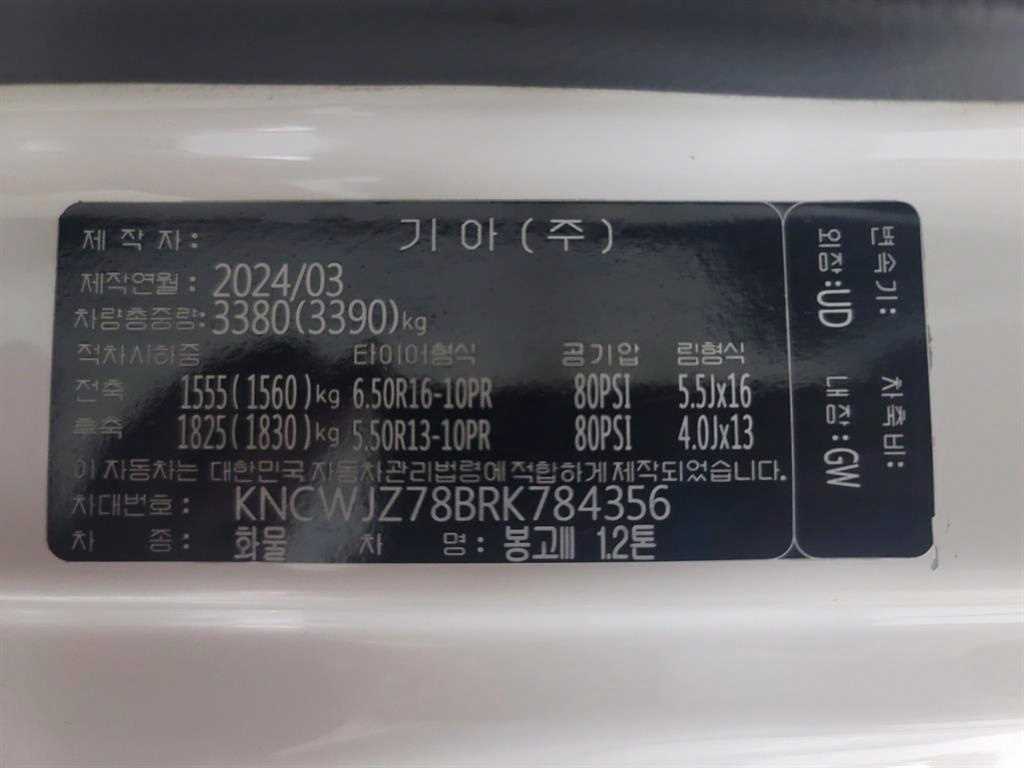 제 작 자: 기 아 ( 주 )
제작연월 : 2024/03
차량총중량: 3380(3390)kg
적차시하중 타이어형식 공기압 림형식
전축 1555(1560)kg 6.50R16-10PR 80PSI 5.5Jx16
후축 1825(1830)kg 5.50R13-10PR 80PSI 4.0Jx13
이 자동차는 대한민국 자동차관리법령에 적합하게 제작되었습니다.
차대번호: KNCWJZ78BRK784356
차 종: 화물 차 명: 봉고Ⅲ 1.2톤
변속기: 차축비:
외장:UD 내장:GW